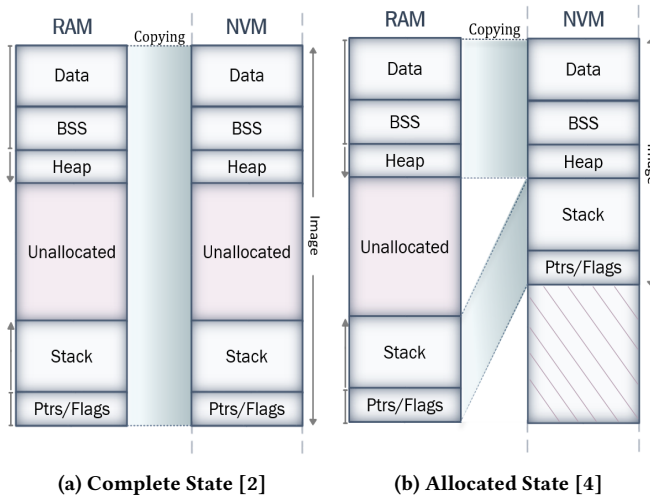 RAM
NVM
Copying
Data
Data
BSS
BSS
Heap
Heap
Unallocated
Unallocated
Image
Stack
Stack
Ptrs/Flags
Ptrs/Flags
(a) Complete State [2]
RAM
NVM
Copying
Data
Data
BSS
BSS
Heap
Heap
Stack
Unallocated
Ptrs/Flags
Stack
Ptrs/Flags
(b) Allocated State [4]